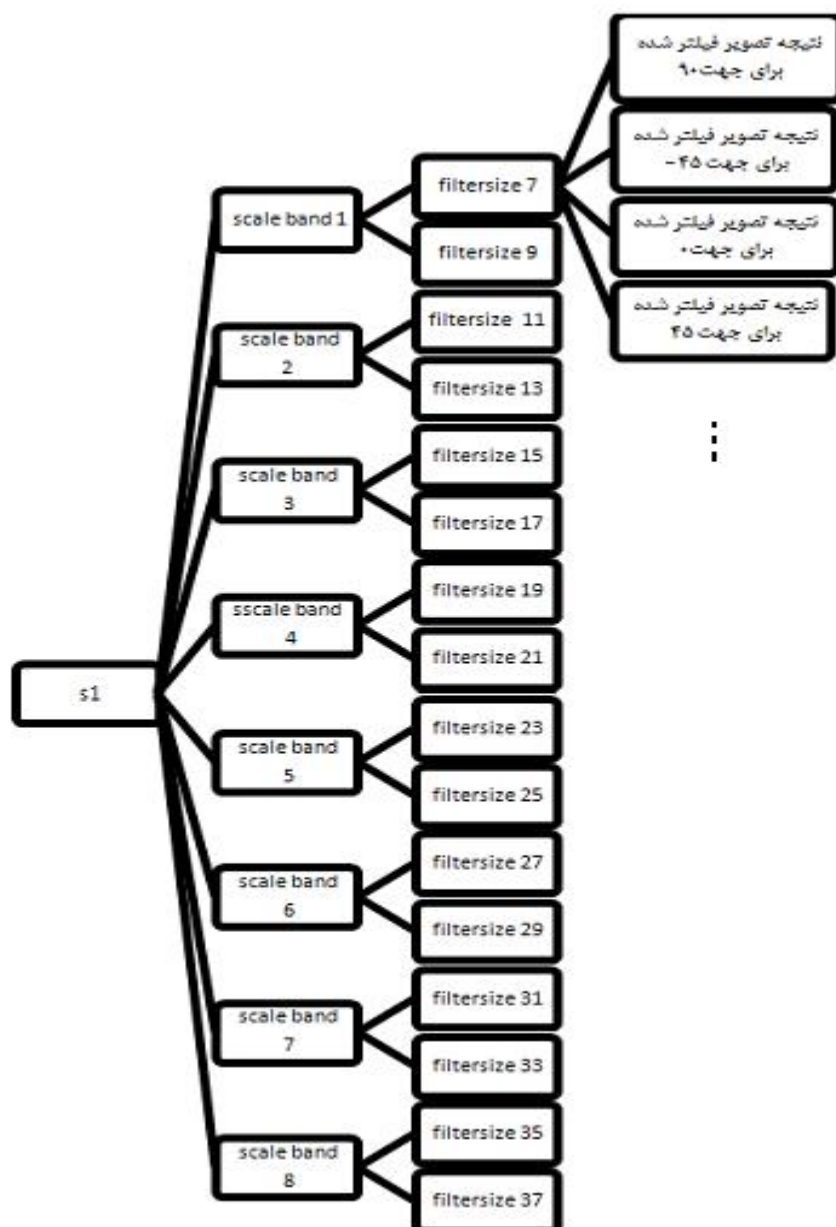 s1
scale band 1
scale band
2
scale band
3
sscale band
4
scale band
5
scale band
6
scale band
7
scale band
8
filtersize 7
filtersize 9
filtersize 11
filtersize 13
filtersize 15
filtersize 17
filtersize 19
filtersize 21
filtersize 23
filtersize 25
filtersize 27
filtersize 29
filtersize 31
filtersize 33
filtersize 35
filtersize 37
نتیجه تصویر فیلتر شده
برای جهت۹۰
نتیجه تصویر فیلتر شده
برای جهت ۴۵-
نتیجه تصویر فیلتر شده
برای جهت۰
نتیجه تصویر فیلتر شده
برای جهت ۴۵